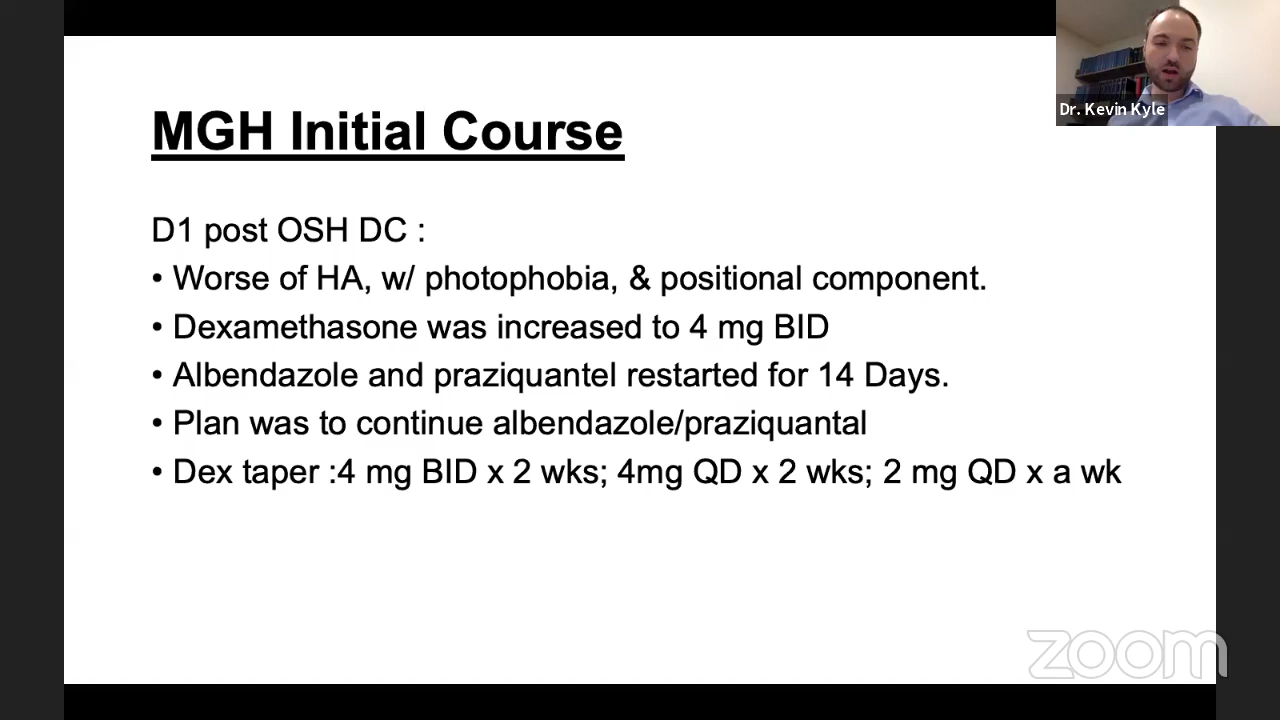 Dr. Kevin Kyle
MGH Initial Course
D1 post OSH DC :
• Worse of HA, w/ photophobia, & positional component.
• Dexamethasone was increased to 4 mg BID
• Albendazole and praziquantel restarted for 14 Days.
• Plan was to continue albendazole/praziquantal
• Dex taper :4 mg BID x 2 wks; 4mg QD x 2 wks; 2 mg QD x a wk
zoom